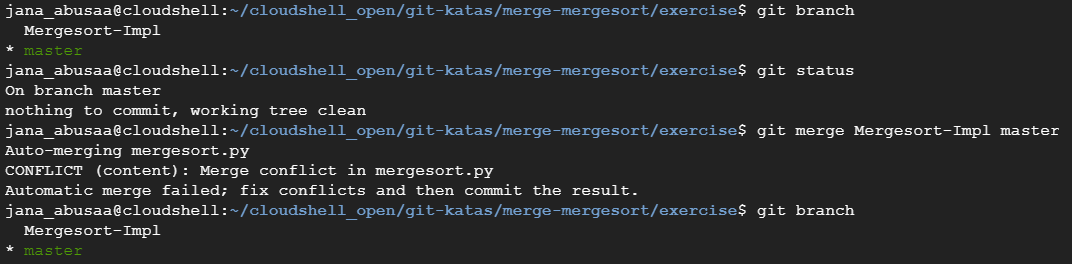 jana_abusaa@cloudshell:~/cloudshell_open/git-katas/merge-mergesort/exercise$ git branch
  Mergesort-Impl
* master
jana_abusaa@cloudshell:~/cloudshell_open/git-katas/merge-mergesort/exercise$ git status
On branch master
nothing to commit, working tree clean
jana_abusaa@cloudshell:~/cloudshell_open/git-katas/merge-mergesort/exercise$ git merge Mergesort-Impl master
Auto-merging mergesort.py
CONFLICT (content): Merge conflict in mergesort.py
Automatic merge failed; fix conflicts and then commit the result.
jana_abusaa@cloudshell:~/cloudshell_open/git-katas/merge-mergesort/exercise$ git branch
  Mergesort-Impl
* master